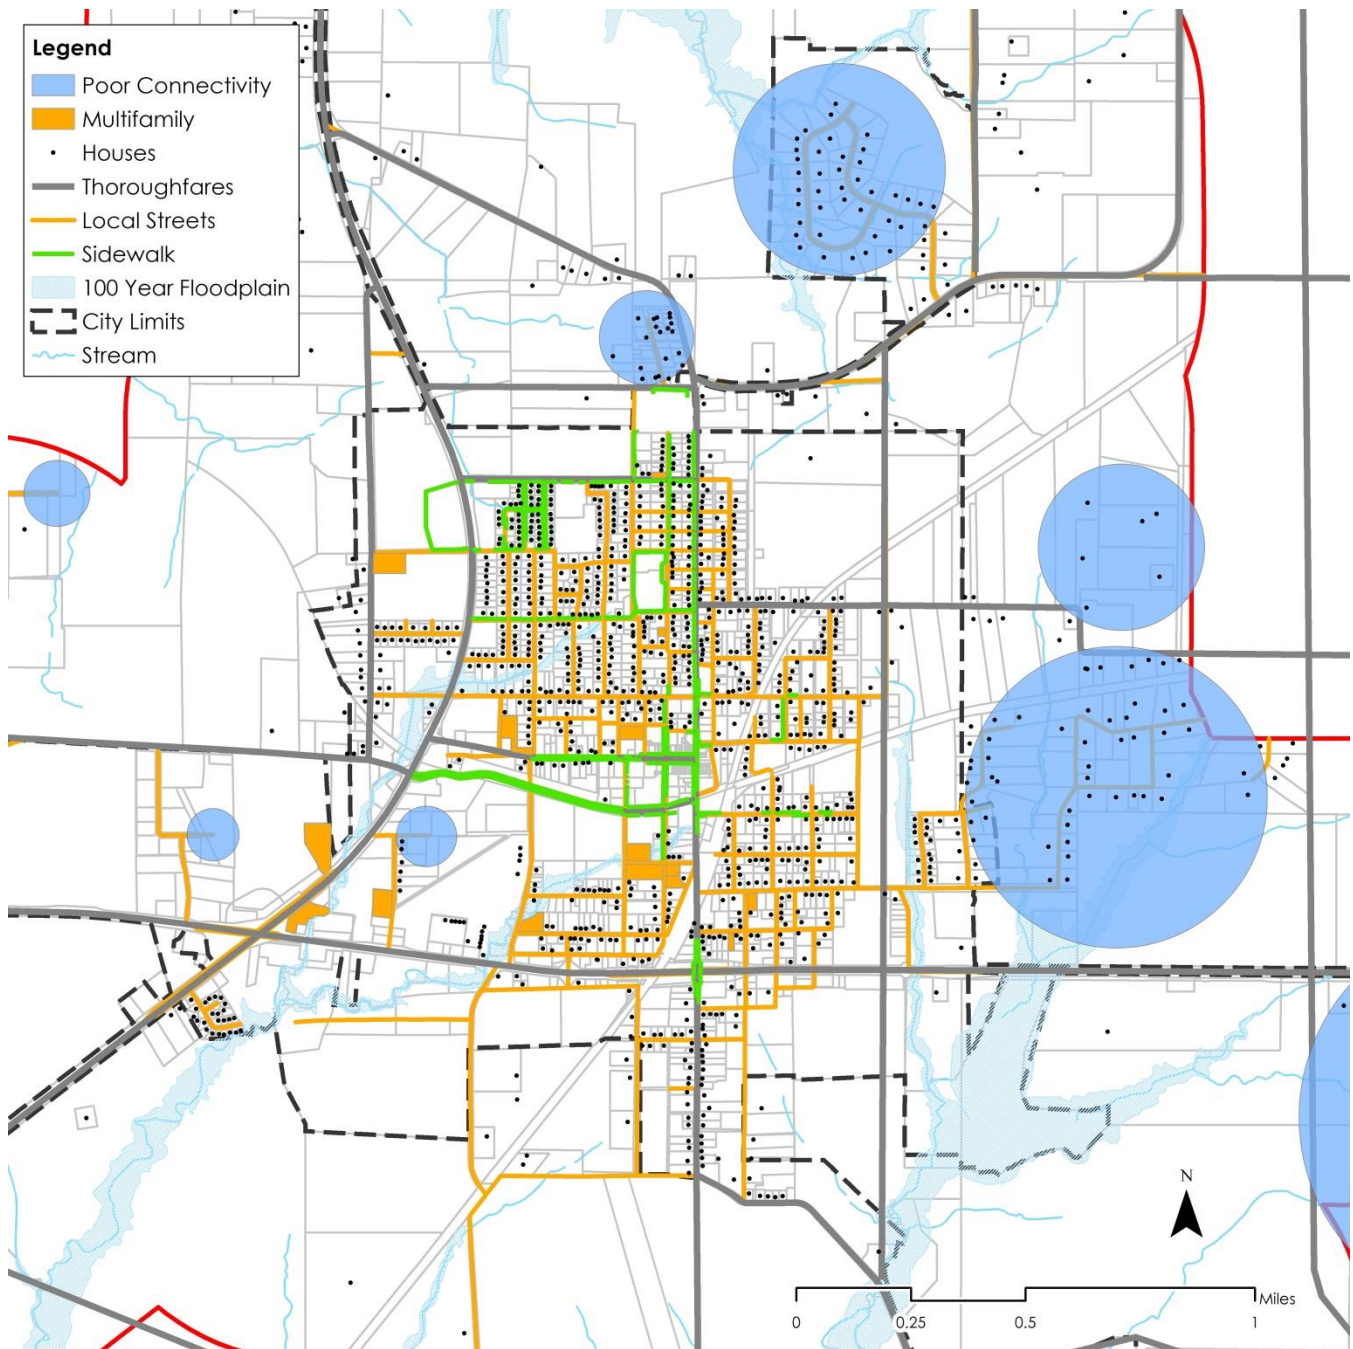 Legend
Poor Connectivity
Multifamily
Houses
Thoroughfares
Local Streets
Sidewalk
100 Year Floodplain
City Limits
Stream
N
Miles
0 0.25 0.5 1